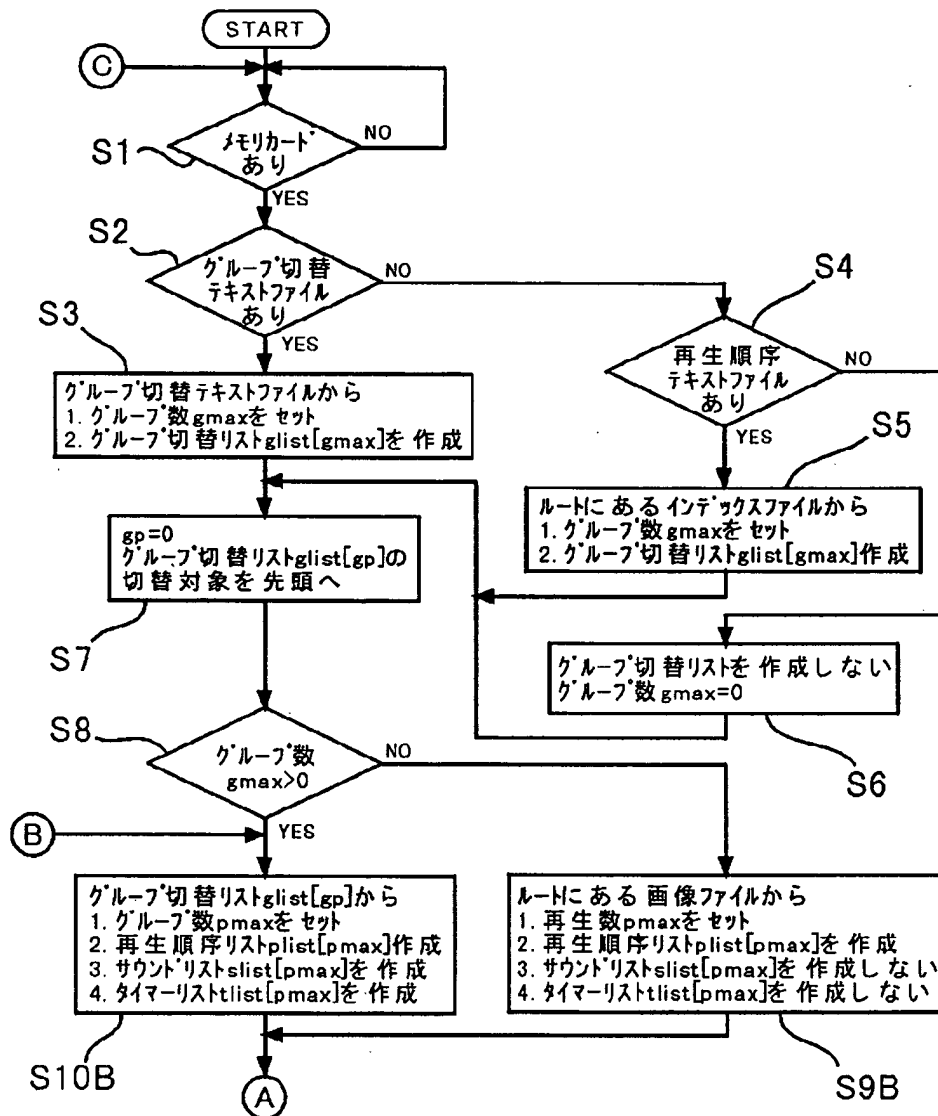 START
C
S1
メモリカード
あり
NO
YES
S2
グループ切替
テキストファイル
あり
NO
YES
S3
グループ切替テキストファイルから
1. グループ数gmaxをセット
2. グループ切替リストglist[gmax]を作成
S4
再生順序
テキストファイル
あり
NO
YES
S5
ルートにあるインデックスファイルから
1. グループ数gmaxをセット
2. グループ切替リストglist[gmax]作成
gp=0
グループ切替リストglist[gp]の
切替対象を先頭へ
S7
グループ切替リストを作成しない
グループ数gmax=0
S6
S8
グループ数
gmax>0
NO
YES
B
グループ切替リストglist[gp]から
1. グループ数pmaxをセット
2. 再生順序リストplist[pmax]作成
3. サウンドリストslist[pmax]を作成
4. タイマーリストtlist[pmax]を作成
S10B
ルートにある画像ファイルから
1. 再生数pmaxをセット
2. 再生順序リストplist[pmax]を作成
3. サウンドリストslist[pmax]を作成しない
4. タイマーリストtlist[pmax]を作成しない
S9B
A